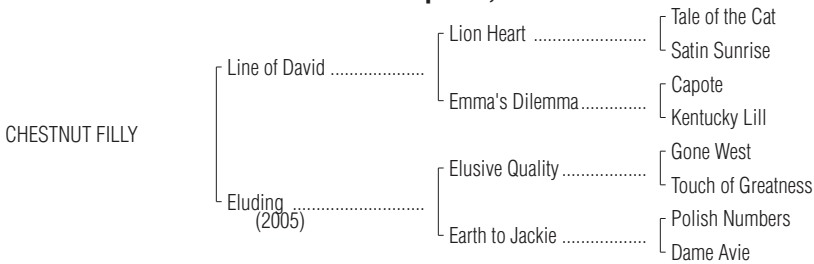 Tale of the Cat
Lion Heart ........................
Satin Sunrise
Line of David ....................
Capote
Emma's Dilemma..............
Kentucky Lill
CHESTNUT FILLY
Gone West
Elusive Quality ..................
Touch of Greatness
Eluding ............................
(2005)
Polish Numbers
Earth to Jackie ..................
Dame Avie